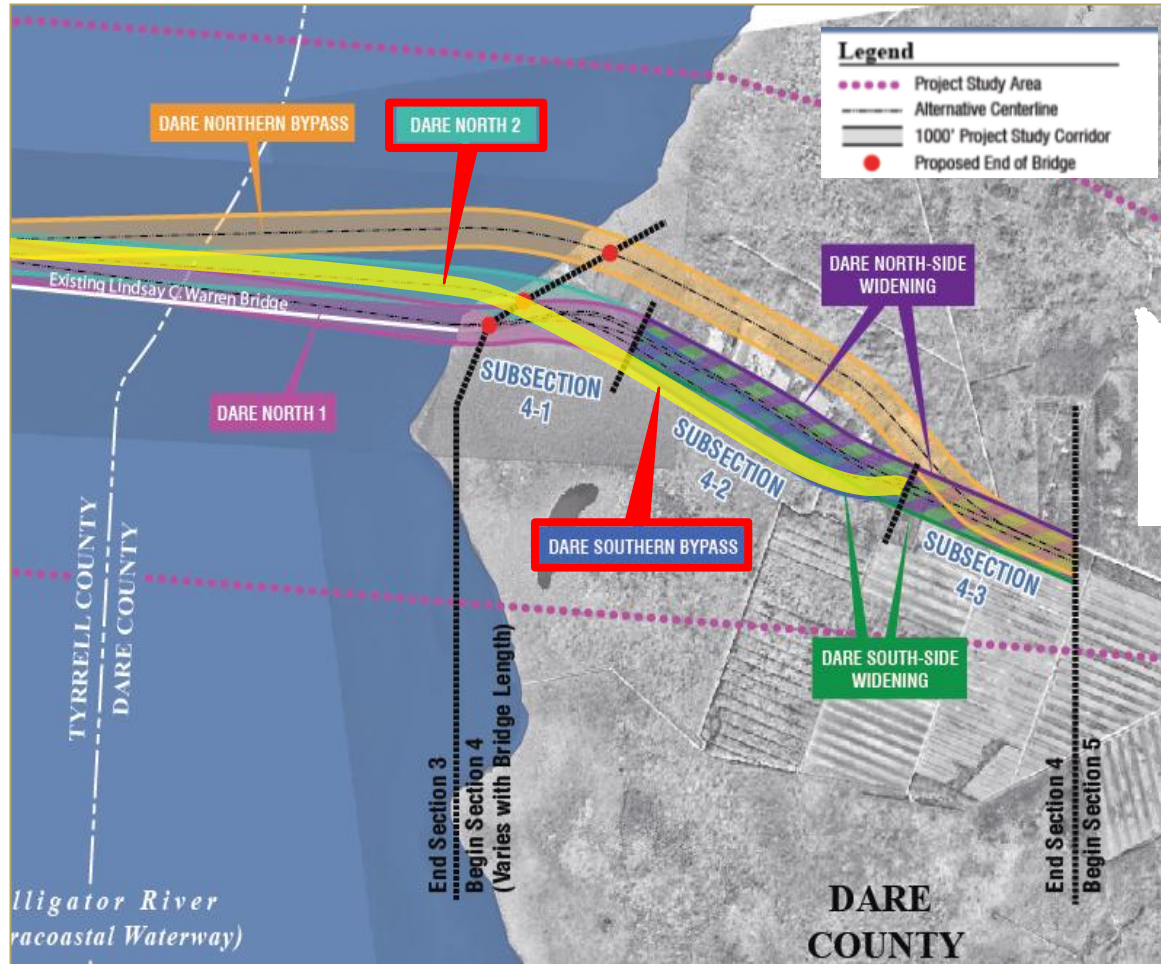 Legend
Project Study Area
Alternative Centerline
1000' Project Study Corridor
Proposed End of Bridge
DARE NORTHERN BYPASS
DARE NORTH 2
DARE NORTH-SIDE
WIDENING
Existing Lindsay C. Warren Bridge
DARE NORTH 1
SUBSECTION
4-1
SUBSECTION
4-2
SUBSECTION
4-3
DARE SOUTHERN BYPASS
DARE SOUTH-SIDE
WIDENING
TYRRELL COUNTY
DARE COUNTY
End Section 3
Begin Section 4
(Varies with Bridge Length)
End Section 4
Begin Section 5
lligator River
racoastal Waterway)
DARE
COUNTY